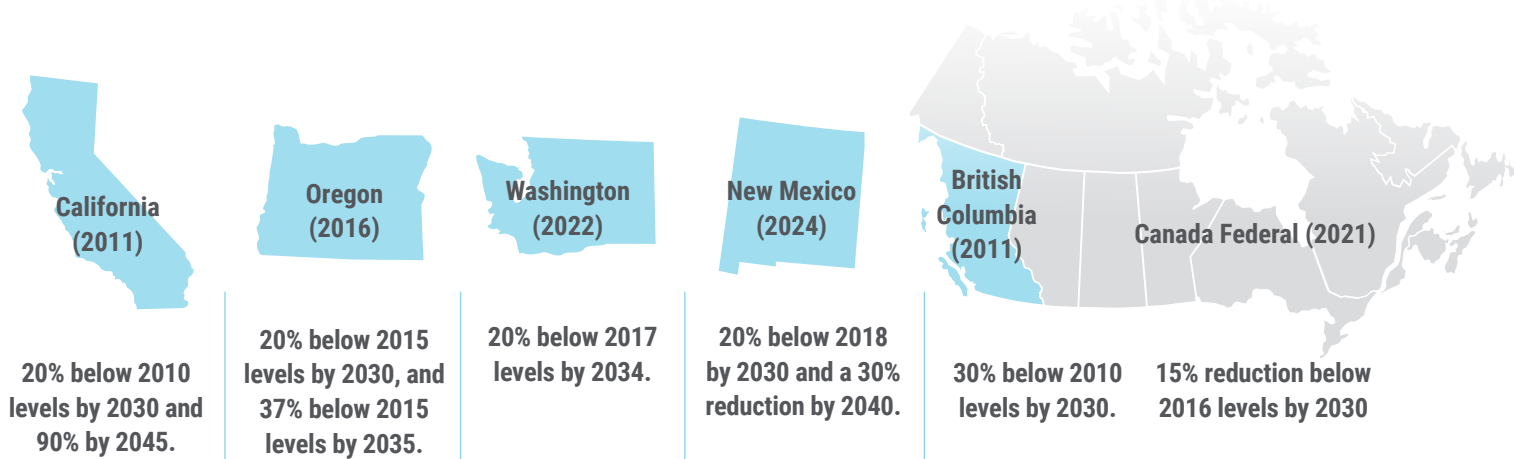 California
(2011)
20% below 2010
levels by 2030 and
90% by 2045.
Oregon
(2016)
20% below 2015
levels by 2030, and
37% below 2015
levels by 2035.
Washington
(2022)
20% below 2017
levels by 2034.
New Mexico
(2024)
20% below 2018
by 2030 and a 30%
reduction by 2040.
British
Columbia
(2011)
30% below 2010
levels by 2030.
Canada Federal (2021)
15% reduction below
2016 levels by 2030